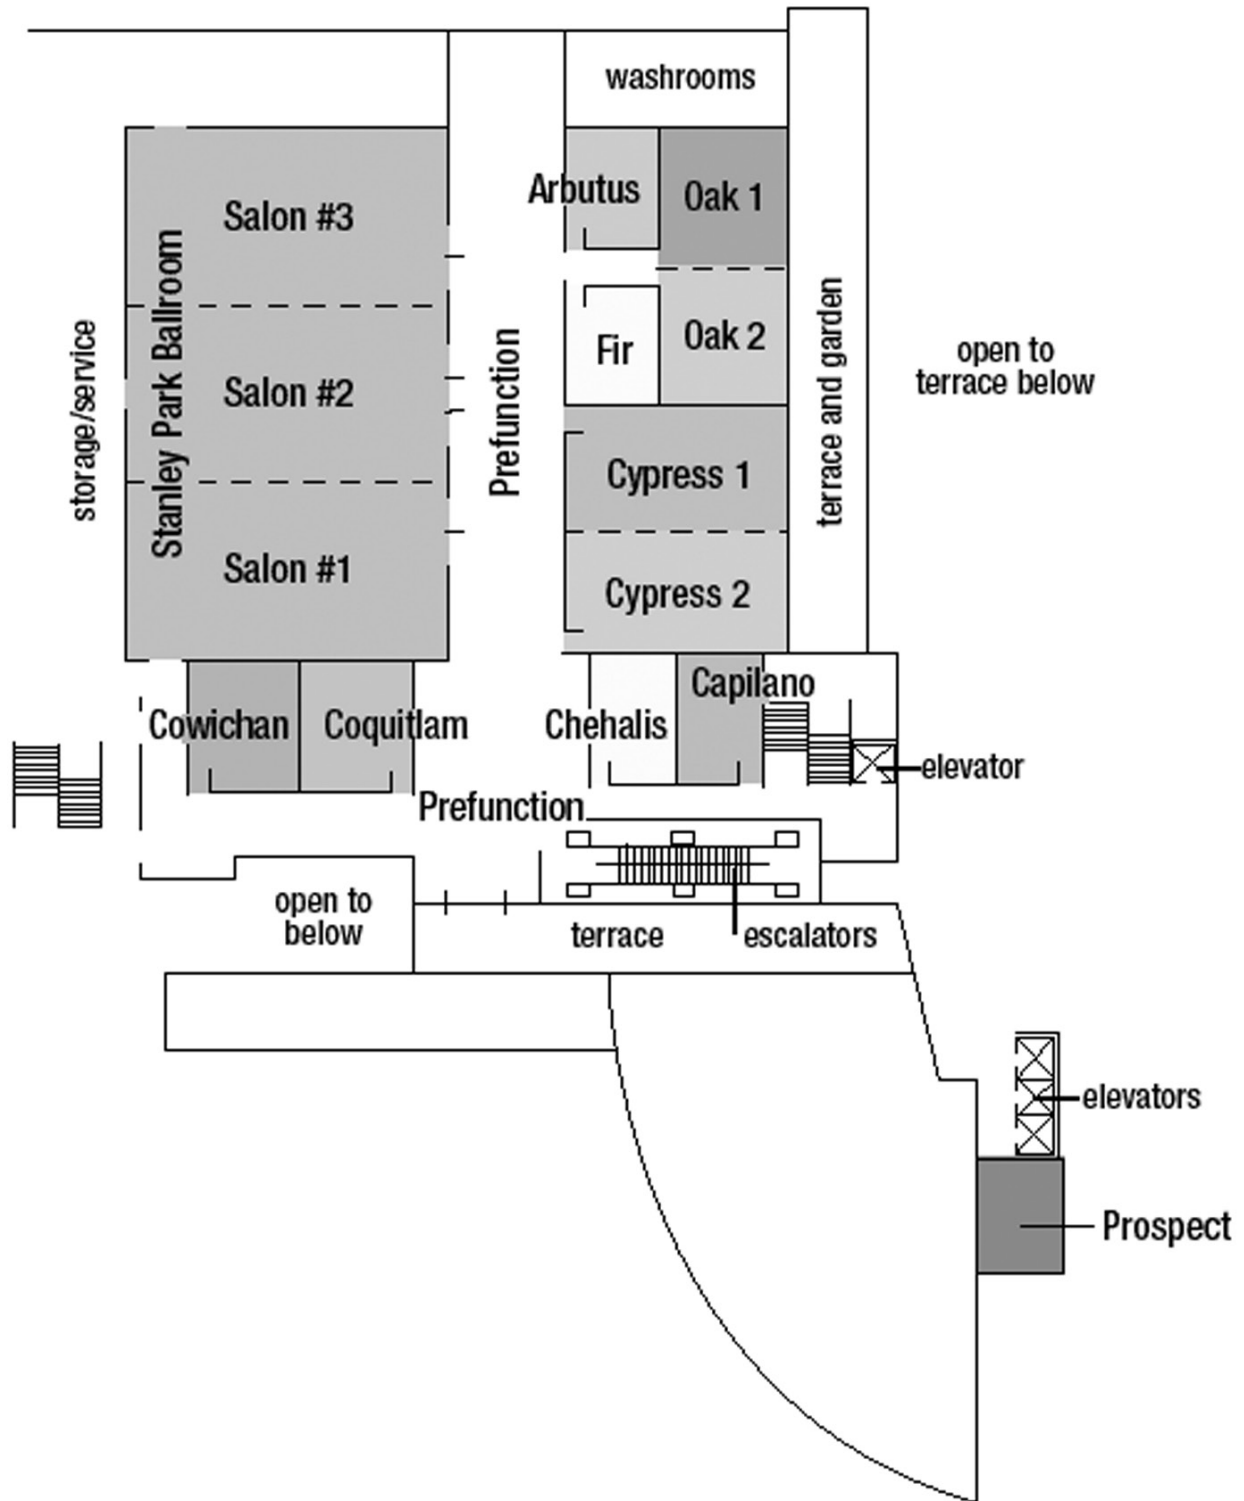 washrooms
Arbutus
Oak 1
Salon #3
Stanley Park Ballroom
storage/service
Salon #2
Prefunction
Fir
Oak 2
terrace and garden
open to
terrace below
Cypress 1
Salon #1
Cypress 2
Cowichan
Coquitlam
Chehalis
Capilano
elevator
Prefunction
open to
below
terrace
escalators
elevators
Prospect